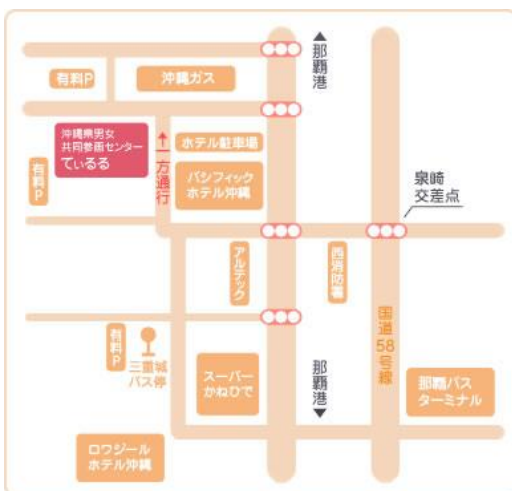 ▲那覇港
有料P
沖縄ガス
沖縄県男女
共同参画センター
てぃるる
一方通行
ホテル駐車場
パシフィック
ホテル沖縄
有料P
泉崎
交差点
アルテック
西消防署
国道58号線
有料P
三重城
バス停
スーパー
かねひで
那覇港▼
那覇バス
ターミナル
ロワジール
ホテル沖縄